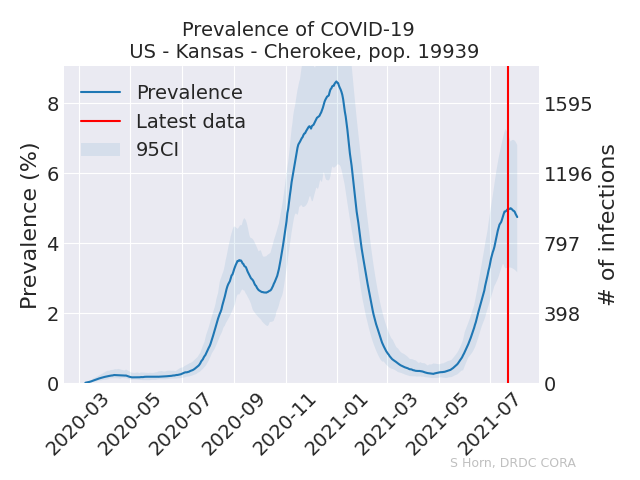 Prevalence of COVID-19
US - Kansas - Cherokee, pop. 19939
Prevalence
Latest data
95CI
Prevalence (%)
0
2
4
6
8
# of infections
0
398
797
1196
1595
2020-03
2020-05
2020-07
2020-09
2020-11
2021-01
2021-03
2021-05
2021-07
S Horn, DRDC CORA